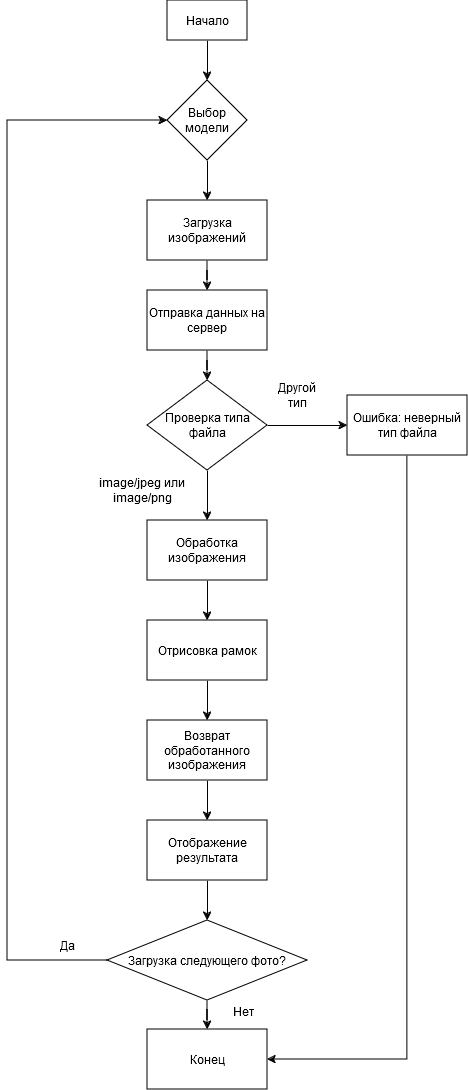 Начало
Выбор
модели
Загрузка
изображений
Отправка данных на
сервер
Другой
тип
Проверка типа
файла
Ошибка: неверный
тип файла
image/jpeg или
image/png
Обработка
изображения
Отрисовка рамок
Возврат
обработанного
изображения
Отображение
результата
Да
Загрузка следующего фото?
Нет
Конец